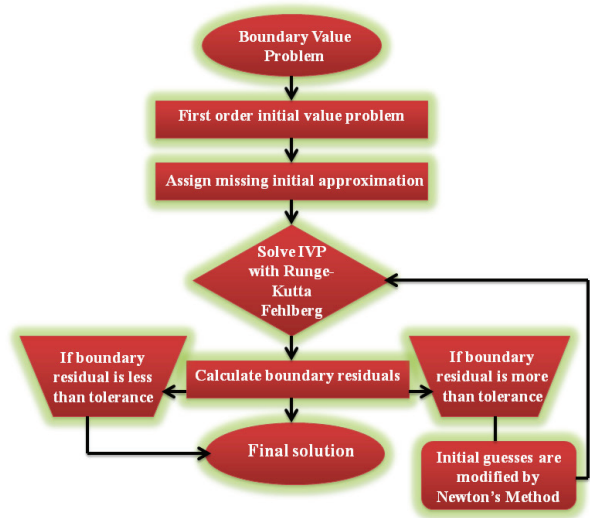 Boundary Value
Problem
First order initial value problem
Assign missing initial approximation
Solve IVP
with Runge-
Kutta
Fehlberg
If boundary
residual is less
than tolerance
Calculate boundary residuals
If boundary
residual is more
than tolerance
Final solution
Initial guesses are
modified by
Newton's Method